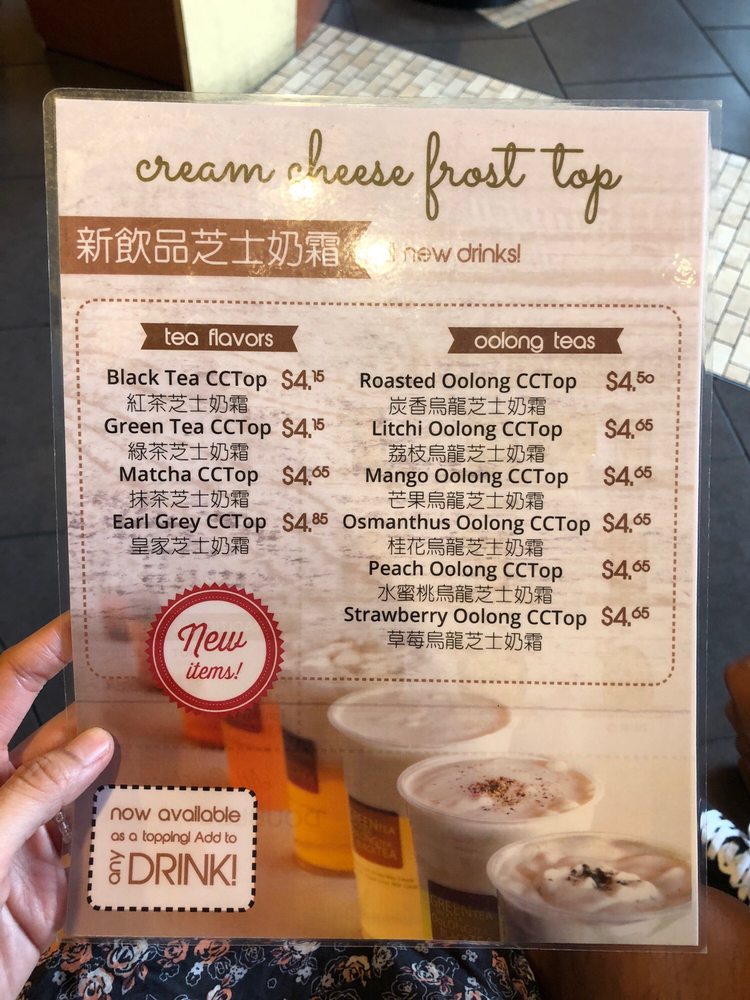 cream cheese frost top
新飲品芝士奶霜
new drinks!
tea flavors
Black Tea CCTop $4.15
紅茶芝士奶霜
Green Tea CCTop $4.15
綠茶芝士奶霜
Matcha CCTop $4.65
抹茶芝士奶霜
Earl Grey CCTop $4.85
皇家芝士奶霜
oolong teas
Roasted Oolong CCTop $4.50
炭香烏龍芝士奶霜
Litchi Oolong CCTop $4.65
荔枝烏龍芝士奶霜
Mango Oolong CCTop $4.65
芒果烏龍芝士奶霜
Osmanthus Oolong CCTop $4.65
桂花烏龍芝士奶霜
Peach Oolong CCTop $4.65
水蜜桃烏龍芝士奶霜
Strawberry Oolong CCTop $4.65
草莓烏龍芝士奶霜
New
items!
now available
as a topping! Add to
any DRINK!
GREENTEA
GREENTEA